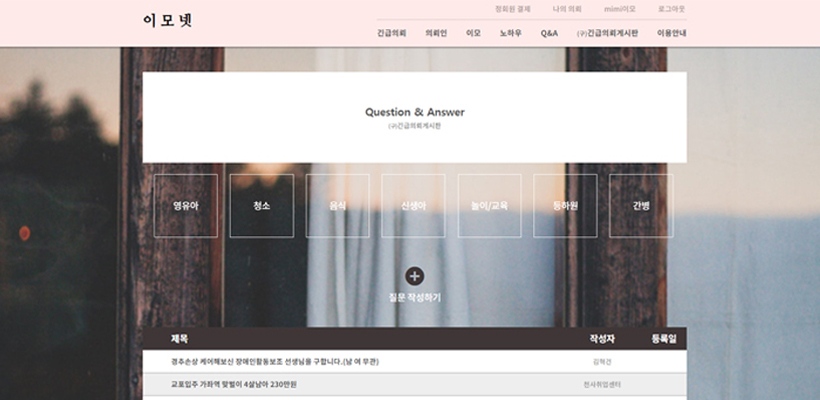 정회원 결제 나의 의뢰 mimi이모 로그아웃
이모넷
긴급의뢰 의뢰인 이모 노하우 Q&A (구)긴급의뢰게시판 이용안내
Question & Answer
(구)긴급의뢰게시판
영유아 청소 음식 신생아 놀이/교육 등하원 간병
질문 작성하기
제목 작성자 등록일
경추손상 케어해보신 장애인활동보조 선생님을 구합니다.(남 여 무관) 김혁건
교포입주 가좌역 맞벌이 4살남아 230만원 천사취업센터